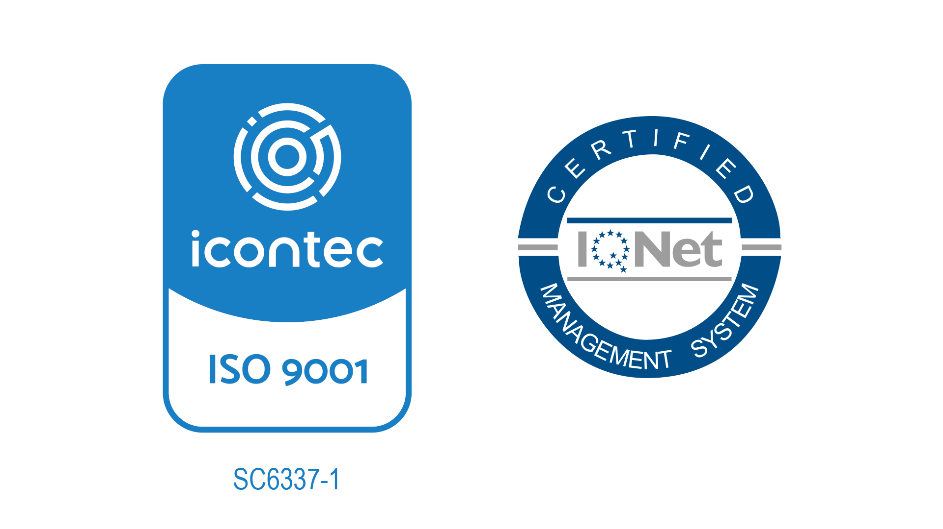 icontec
ISO 9001
SC6337-1
CERTIFIED
IQNet
MANAGEMENT SYSTEM